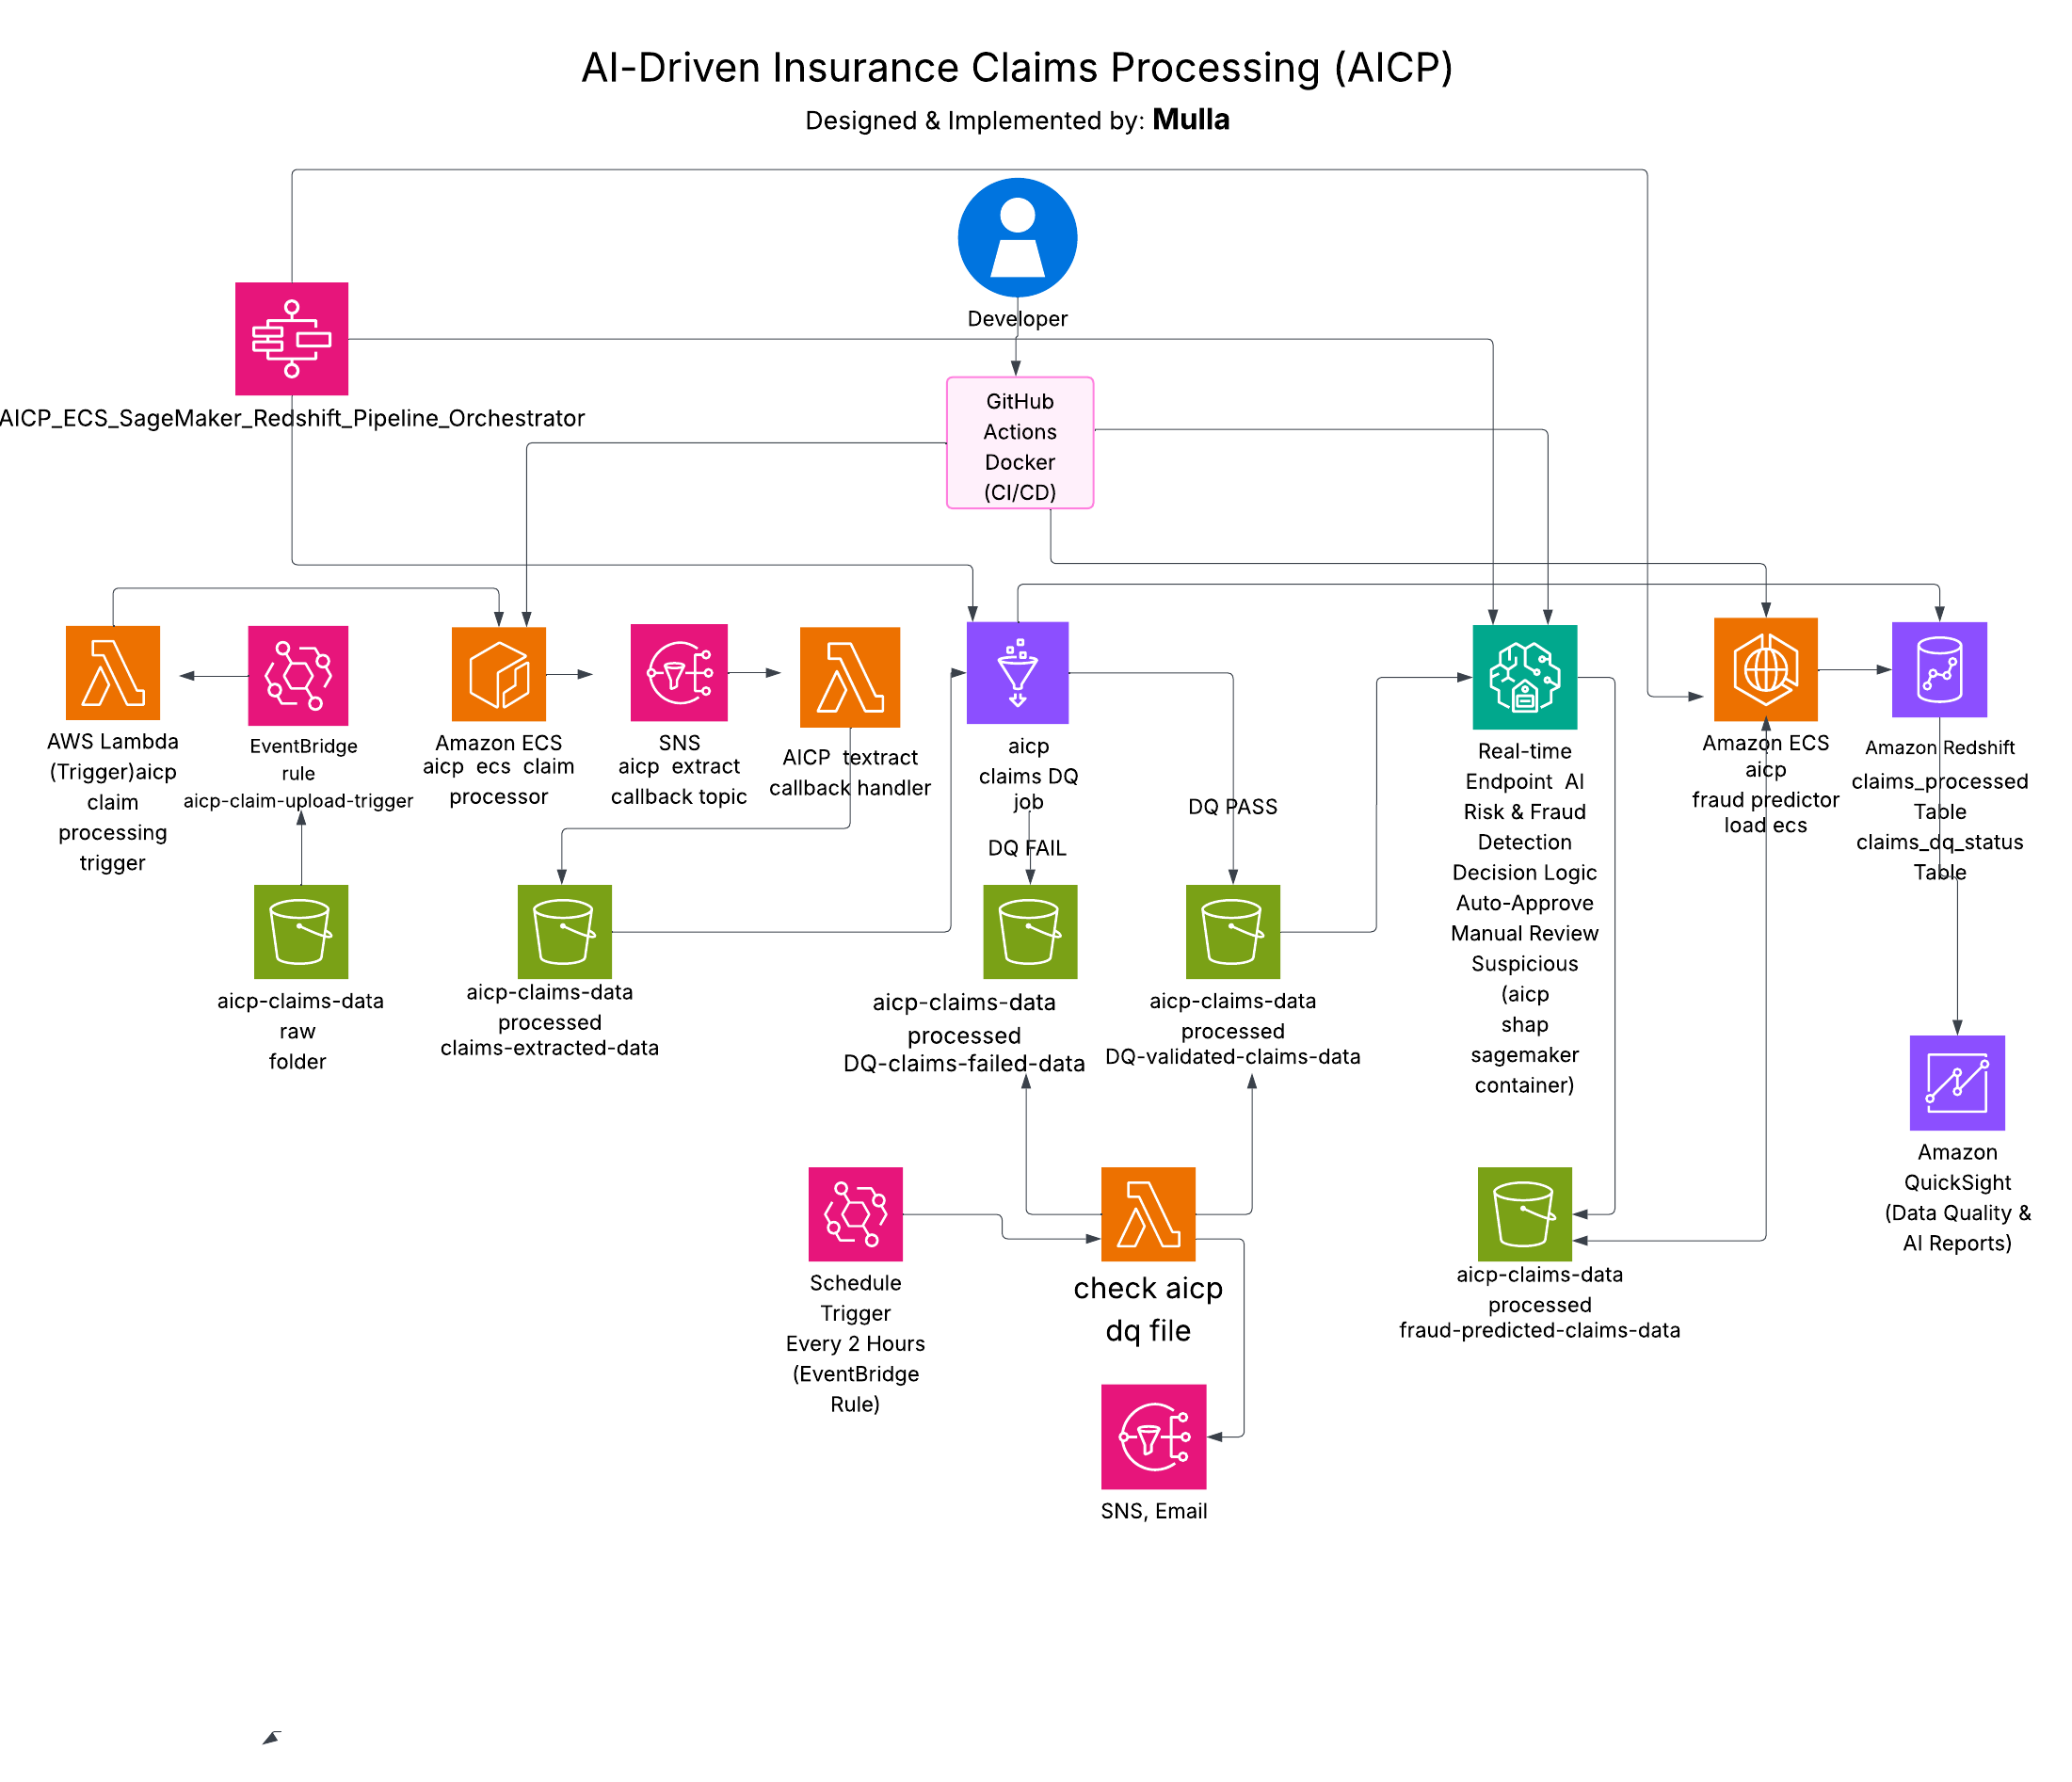 AI-Driven Insurance Claims Processing (AICP)
Designed & Implemented by: Mulla
Developer
AICP_ECS_SageMaker_Redshift_Pipeline_Orchestrator
GitHub
Actions
Docker
(CI/CD)
AWS Lambda
(Trigger)aicp
claim
processing
trigger
EventBridge
rule
aicp-claim-upload-trigger
Amazon ECS
aicp ecs claim
processor
SNS
aicp extract
callback topic
AICP textract
callback handler
aicp
claims DQ
job
DQ FAIL
DQ PASS
Real-time
Endpoint AI
Risk & Fraud
Detection
Decision Logic
Auto-Approve
Manual Review
Suspicious
(aicp
shap
sagemaker
container)
Amazon ECS
aicp
fraud predictor
load ecs
Amazon Redshift
claims_processed
Table
claims_dq_status
Table
aicp-claims-data
raw
folder
aicp-claims-data
processed
claims-extracted-data
aicp-claims-data
processed
DQ-claims-failed-data
aicp-claims-data
processed
DQ-validated-claims-data
Amazon
QuickSight
(Data Quality &
AI Reports)
Schedule
Trigger
Every 2 Hours
(EventBridge
Rule)
check aicp
dq file
aicp-claims-data
processed
fraud-predicted-claims-data
SNS, Email